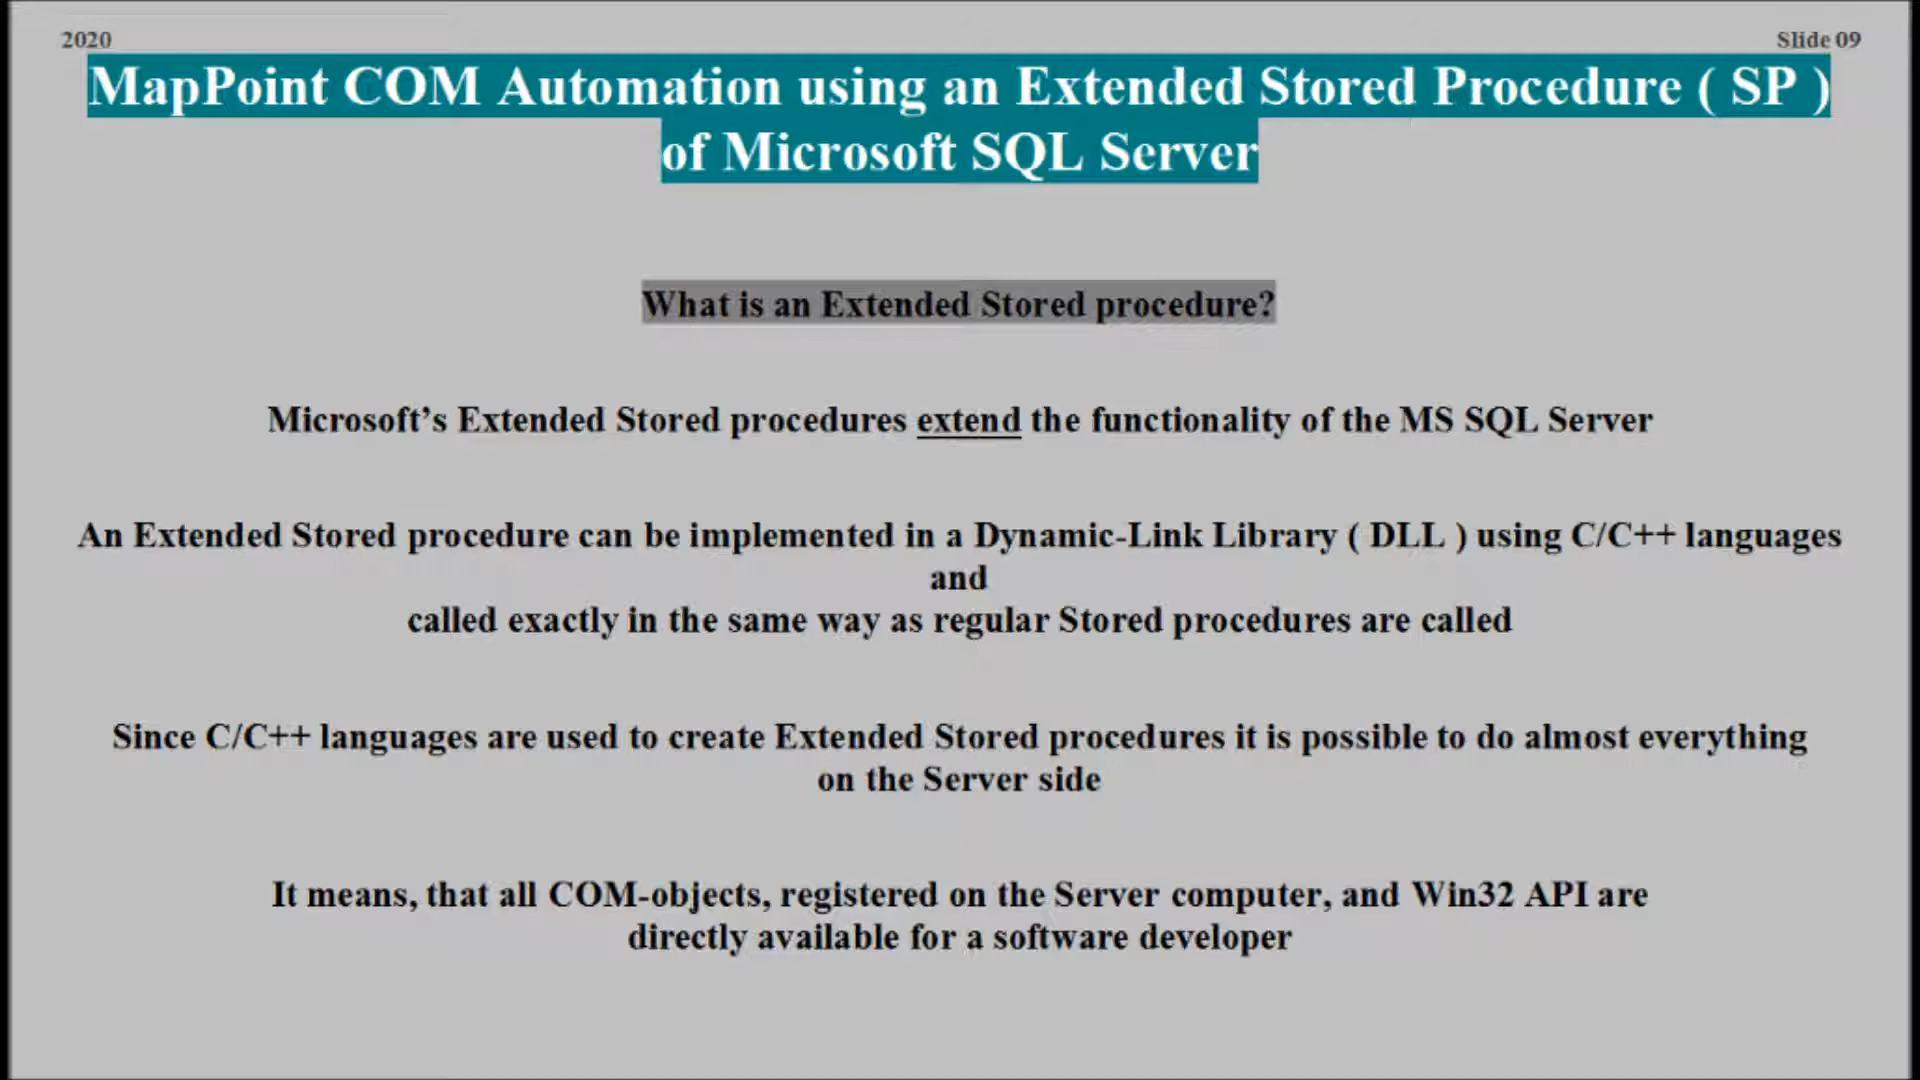 2020
Slide 09
MapPoint COM Automation using an Extended Stored Procedure ( SP )
of Microsoft SQL Server
What is an Extended Stored procedure?
Microsoft’s Extended Stored procedures extend the functionality of the MS SQL Server
An Extended Stored procedure can be implemented in a Dynamic-Link Library ( DLL ) using C/C++ languages
and
called exactly in the same way as regular Stored procedures are called
Since C/C++ languages are used to create Extended Stored procedures it is possible to do almost everything
on the Server side
It means, that all COM-objects, registered on the Server computer, and Win32 API are
directly available for a software developer